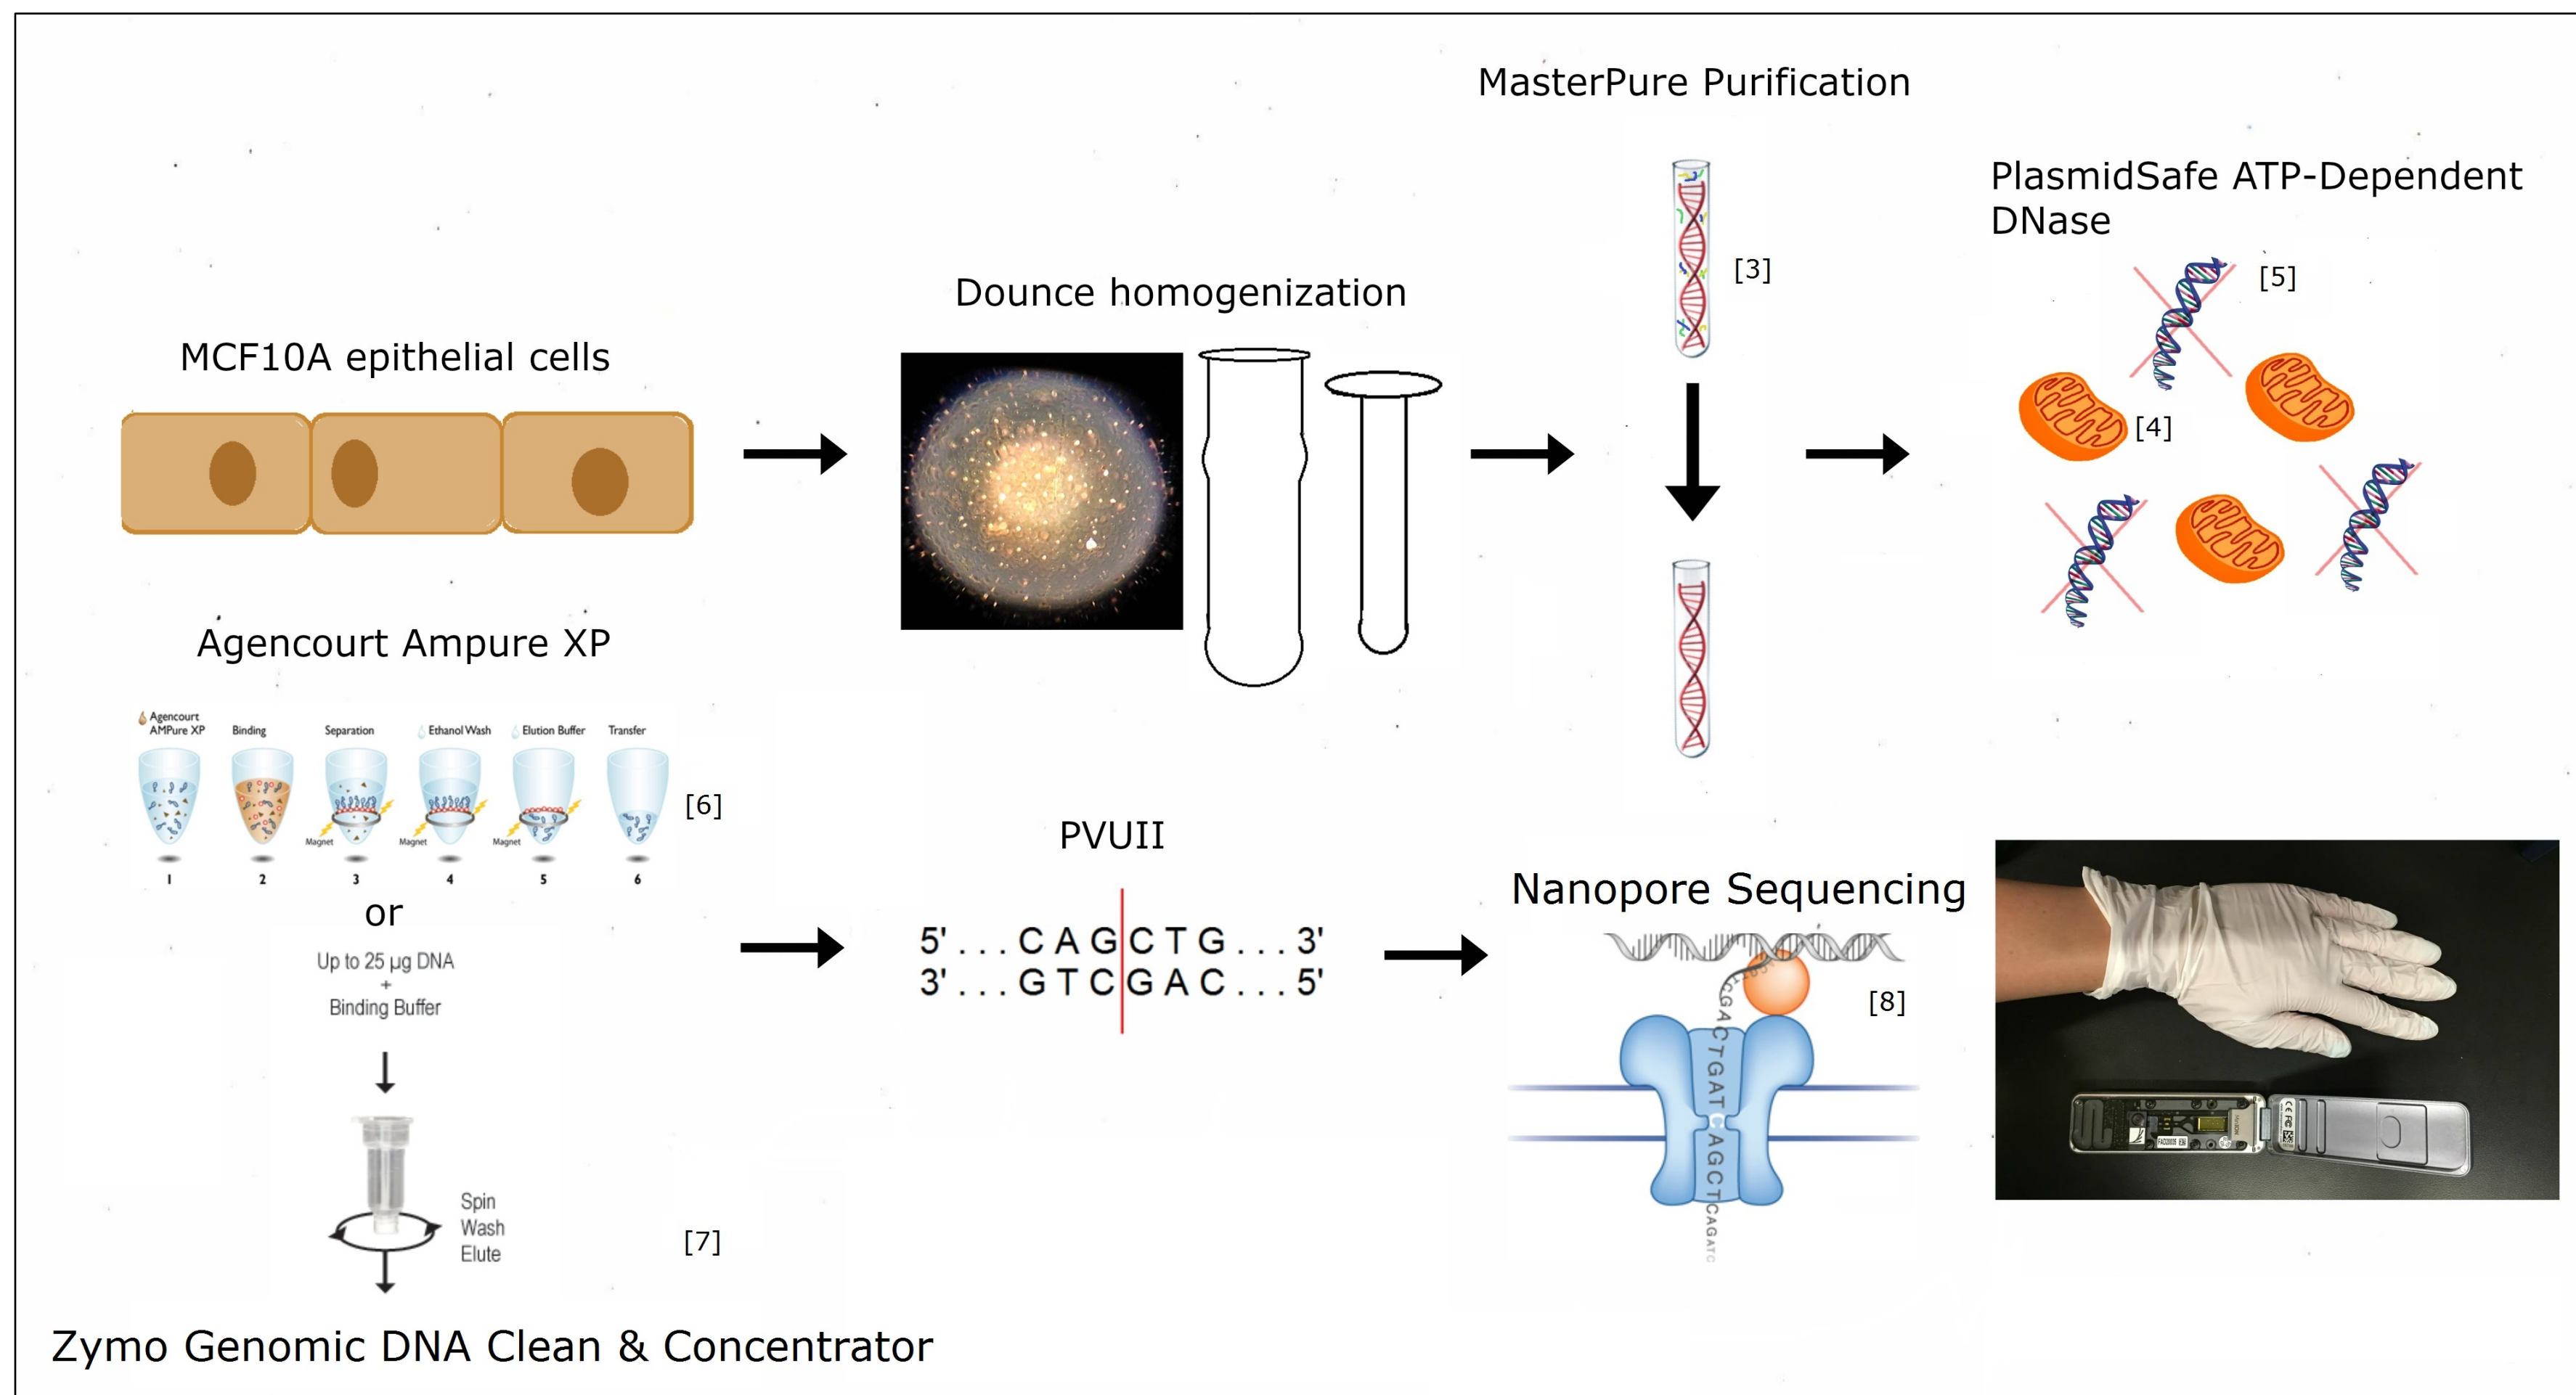 MasterPure Purification
PlasmidSafe ATP-Dependent
DNase
[3]
[5]
Dounce homogenization
MCF10A epithelial cells
[4]
Agencourt Ampure XP
Agencourt
AMPure XP
Binding
Separation
Ethanol Wash
Elution Buffer
Transfer
[6]
Magnet
Magnet
Magnet
1
2
3
4
5
6
or
Up to 25 µg DNA
+
Binding Buffer
Spin
Wash
Elute
[7]
Zymo Genomic DNA Clean & Concentrator
PVUII
5'...CAGCTG...3'
3'...GTCGAC...5'
Nanopore Sequencing
[8]
CGACTGATCAGCTCAGATC